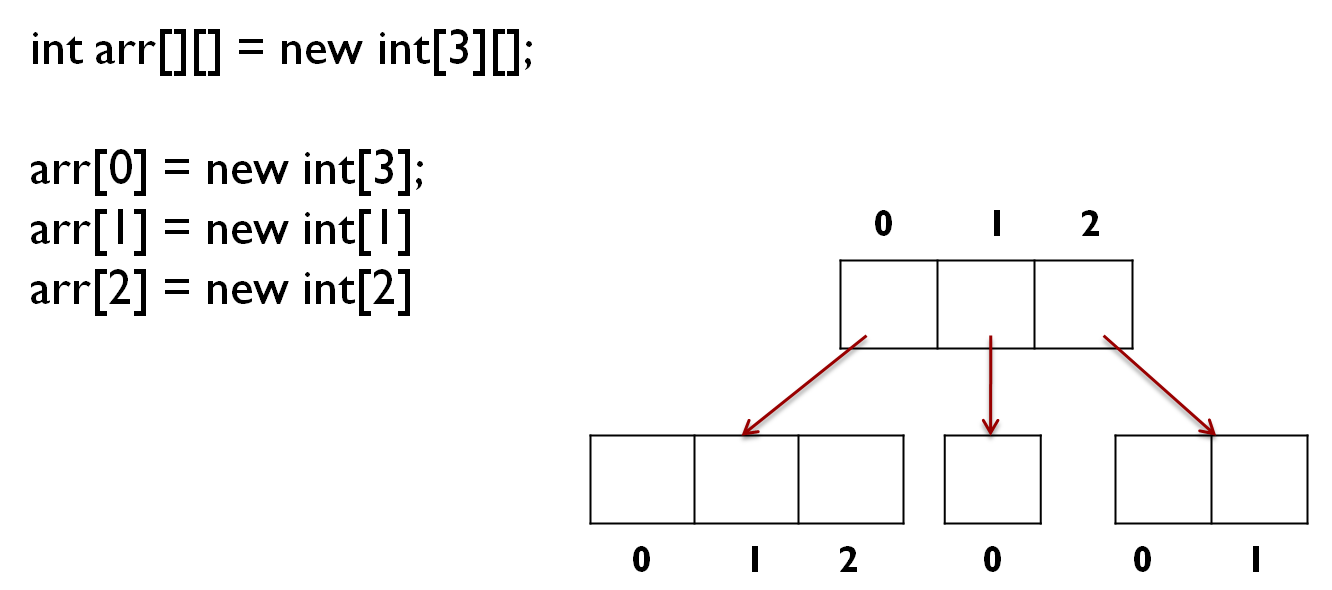 int arr[][] = new int[3][];
arr[0] = new int[3];
arr[1] = new int[1]
arr[2] = new int[2]
0 1 2
0 1 2 0 0 1